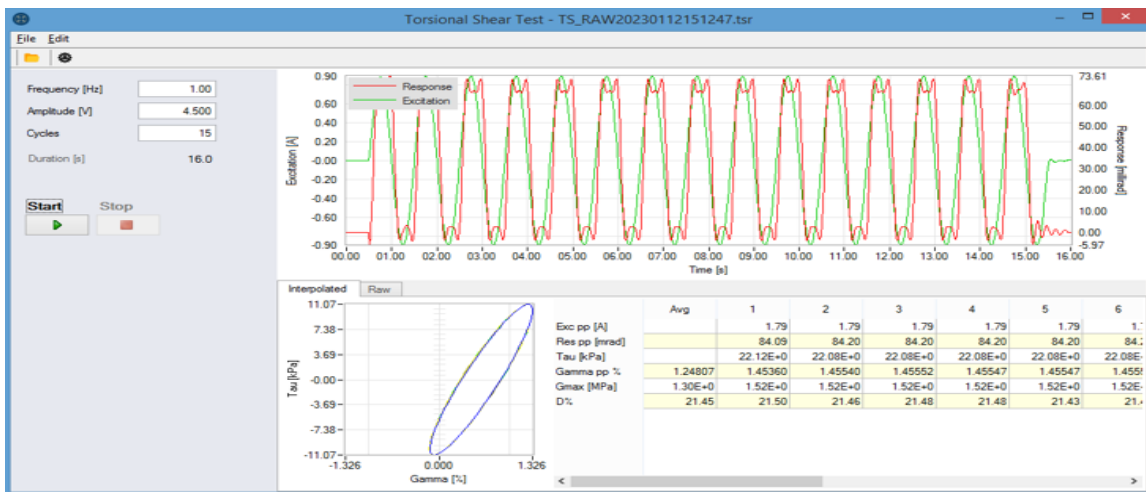 Torsional Shear Test - TS_RAW20230112151247.tsr
File Edit
Frequency [Hz] 1.00
Amplitude [V] 4.500
Cycles 15
Duration [s] 16.0
Start Stop
Response
Excitation
Excitation [A]
0.90
0.60
0.40
0.20
-0.00
-0.20
-0.40
-0.60
-0.90
73.61
60.00
50.00
40.00
30.00
20.00
10.00
0.00
-5.97
Response [millrad]
00.00 01.00 02.00 03.00 04.00 05.00 06.00 07.00 08.00 09.00 10.00 11.00 12.00 13.00 14.00 15.00 16.00
Time [s]
Interpolated Raw
Tau [kPa]
11.07
7.38
3.69
-0.00
-3.69
-7.38
-11.07
-1.326 0.000 1.326
Gamma [%]
Avg 1 2 3 4 5 6
Exc pp [A] 1.79 1.79 1.79 1.79 1.79 1.
Res pp [mrad] 84.09 84.20 84.20 84.20 84.20 84.
Tau [kPa] 22.12E+0 22.08E+0 22.08E+0 22.08E+0 22.08E+0 22.08E
Gamma pp % 1.24807 1.45360 1.45540 1.45552 1.45547 1.45547 1.455
Gmax [MPa] 1.30E+0 1.52E+0 1.52E+0 1.52E+0 1.52E+0 1.52E+0 1.52E
D% 21.45 21.50 21.46 21.48 21.48 21.43 21.